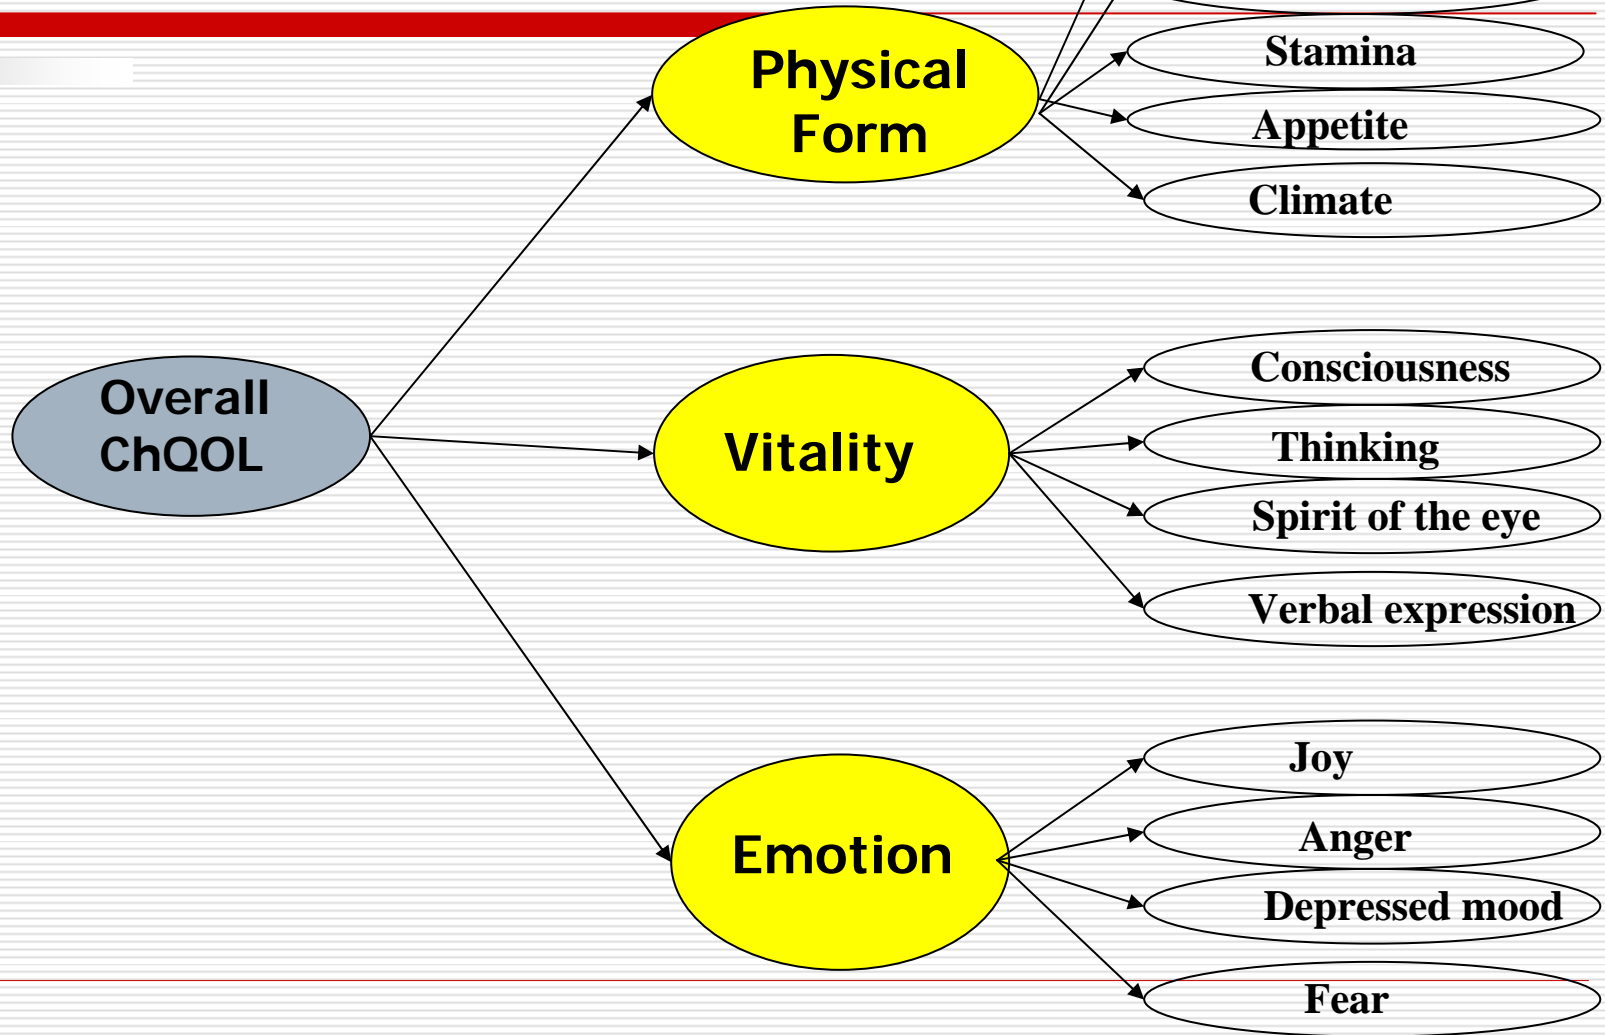 Physical
Form
Stamina
Appetite
Climate
Overall
ChQOL
Vitality
Consciousness
Thinking
Spirit of the eye
Verbal expression
Emotion
Joy
Anger
Depressed mood
Fear